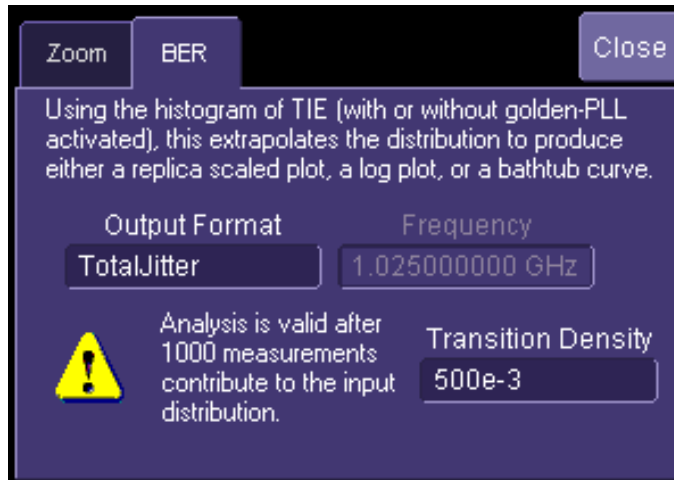 Zoom
BER
Close
Using the histogram of TIE (with or without golden-PLL
activated), this extrapolates the distribution to produce
either a replica scaled plot, a log plot, or a bathtub curve.
Output Format
Frequency
TotalJitter
1.025000000 GHz
Analysis is valid after
1000 measurements
contribute to the input
distribution.
Transition Density
500e-3